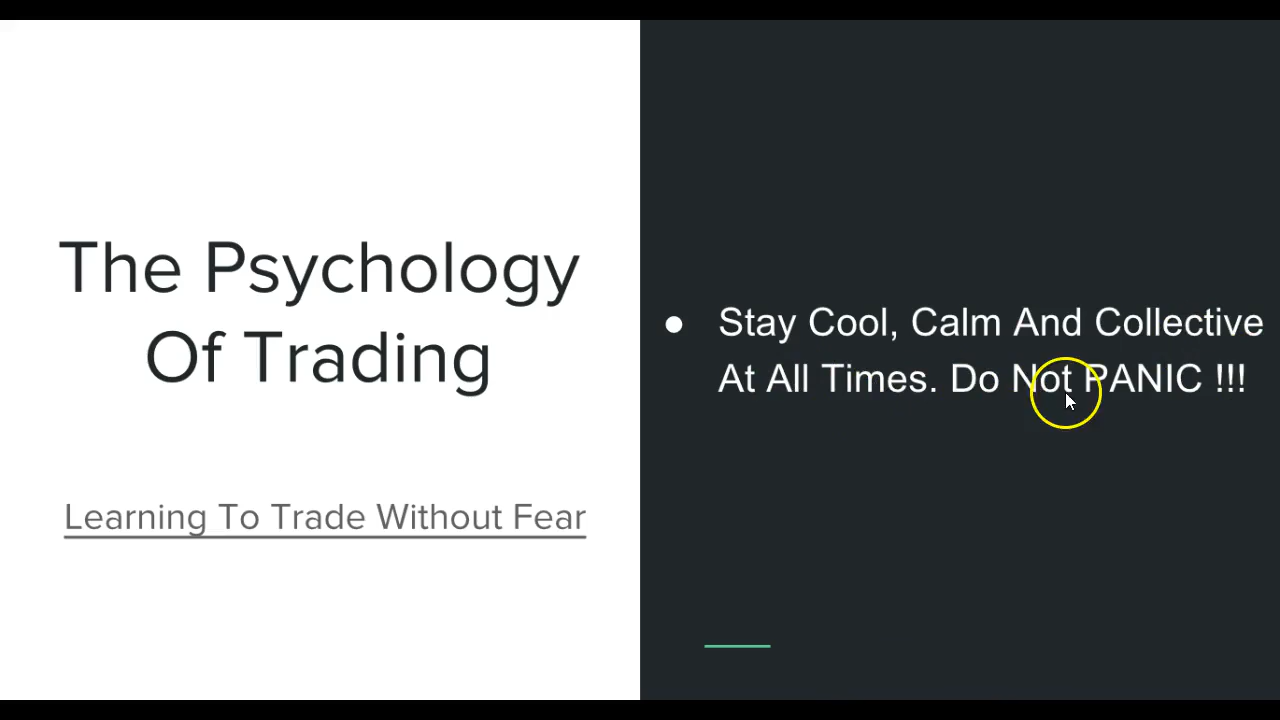 The Psychology
Of Trading
Learning To Trade Without Fear
● Stay Cool, Calm And Collective
At All Times. Do Not PANIC !!!